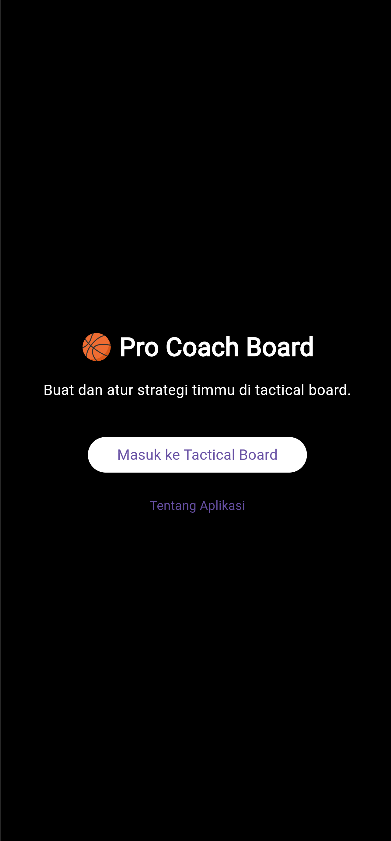 🏀 Pro Coach Board
Buat dan atur strategi timmu di tactical board.
Masuk ke Tactical Board
Tentang Aplikasi